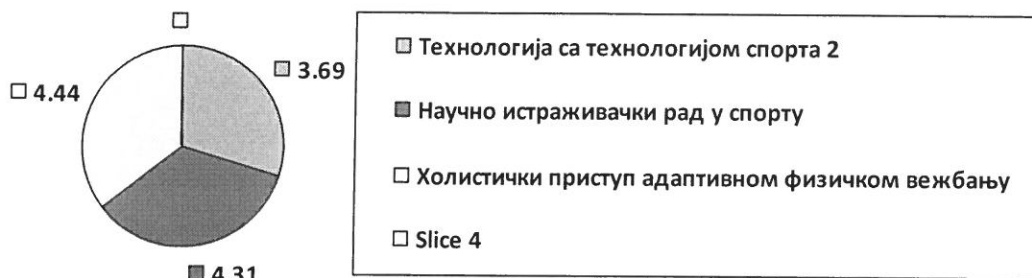 3.69
4.44
4.31
Технологија са технологијом спорта 2
Научно истраживачки рад у спорту
Холистички приступ адаптивном физичком вежбању
Slice 4